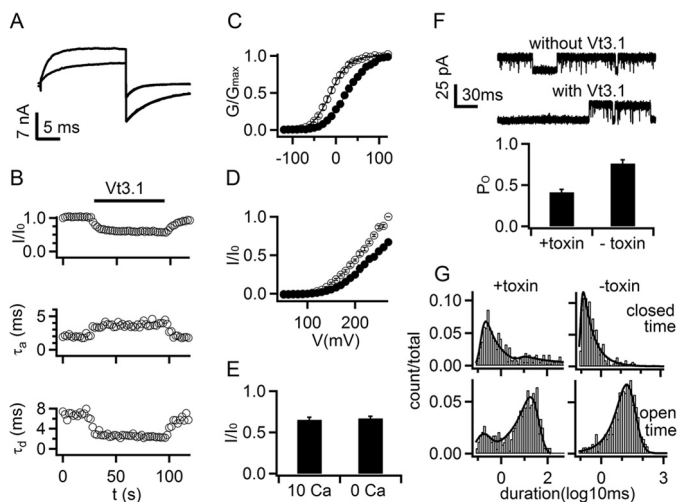 A
7 nA
5 ms
B
Vt3.1
I/I0
1.0
0.0
τa (ms)
5
0
τd (ms)
8
4
0
0
50
100
t (s)
C
G/Gmax
1.0
0.5
0.0
-100
0
100
D
I/I0
1.0
0.5
0.0
100
200
V(mV)
E
I/I0
1.0
0.5
0.0
10 Ca
0 Ca
F
without Vt3.1
25 pA
30ms
with Vt3.1
PO
1.0
0.5
0.0
+toxin
- toxin
G
+toxin
-toxin
count/total
0.10
0.05
0.00
closed time
0.05
0.00
open time
0
2
0
3
duration(log10ms)